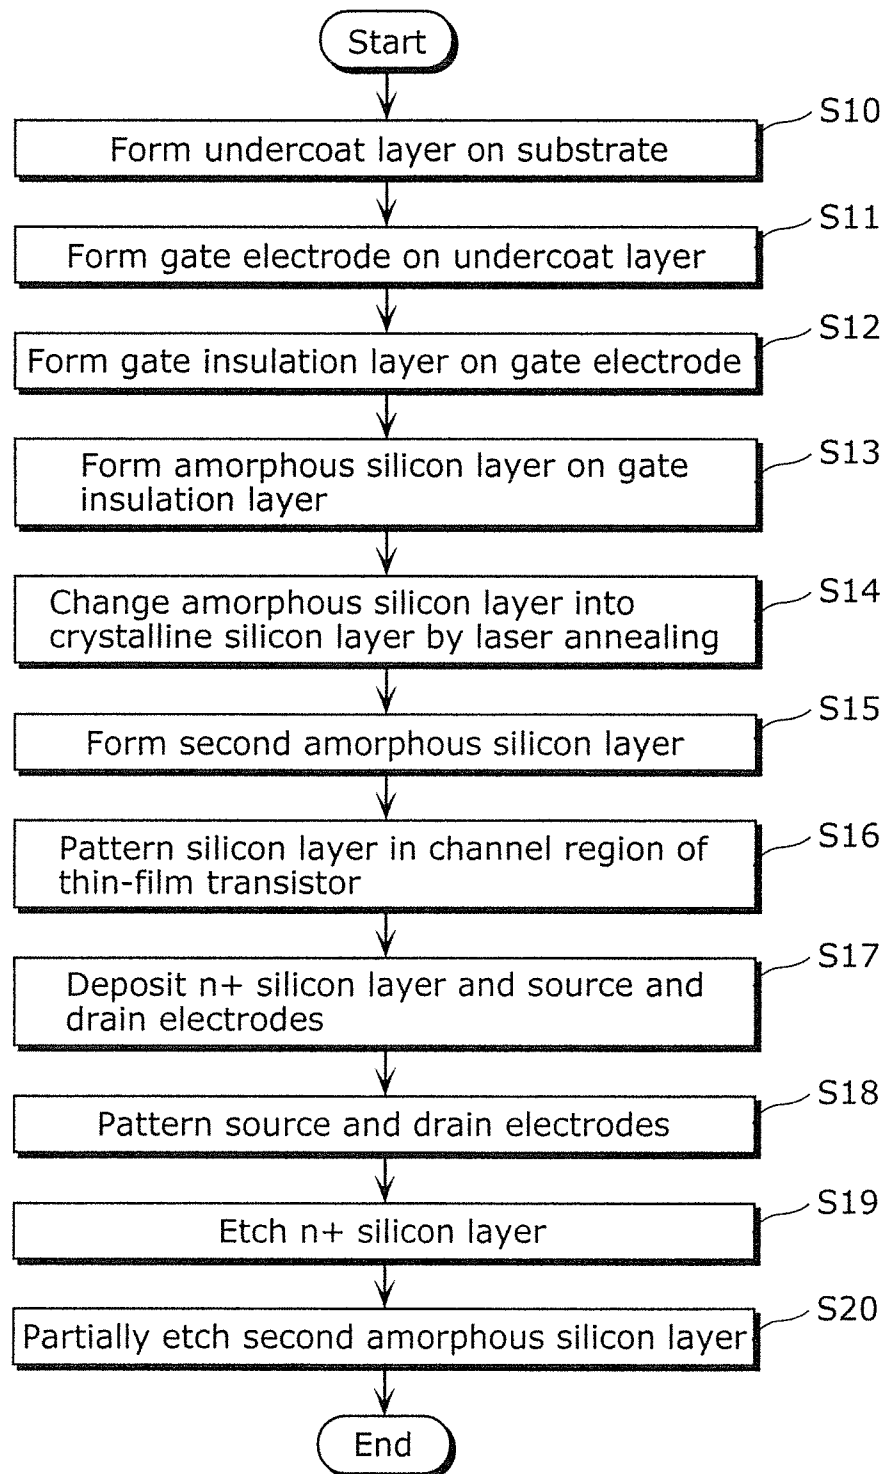 Start
S10
Form undercoat layer on substrate
S11
Form gate electrode on undercoat layer
S12
Form gate insulation layer on gate electrode
S13
Form amorphous silicon layer on gate
insulation layer
S14
Change amorphous silicon layer into
crystalline silicon layer by laser annealing
S15
Form second amorphous silicon layer
S16
Pattern silicon layer in channel region of
thin-film transistor
S17
Deposit n+ silicon layer and source and
drain electrodes
S18
Pattern source and drain electrodes
S19
Etch n+ silicon layer
S20
Partially etch second amorphous silicon layer
End